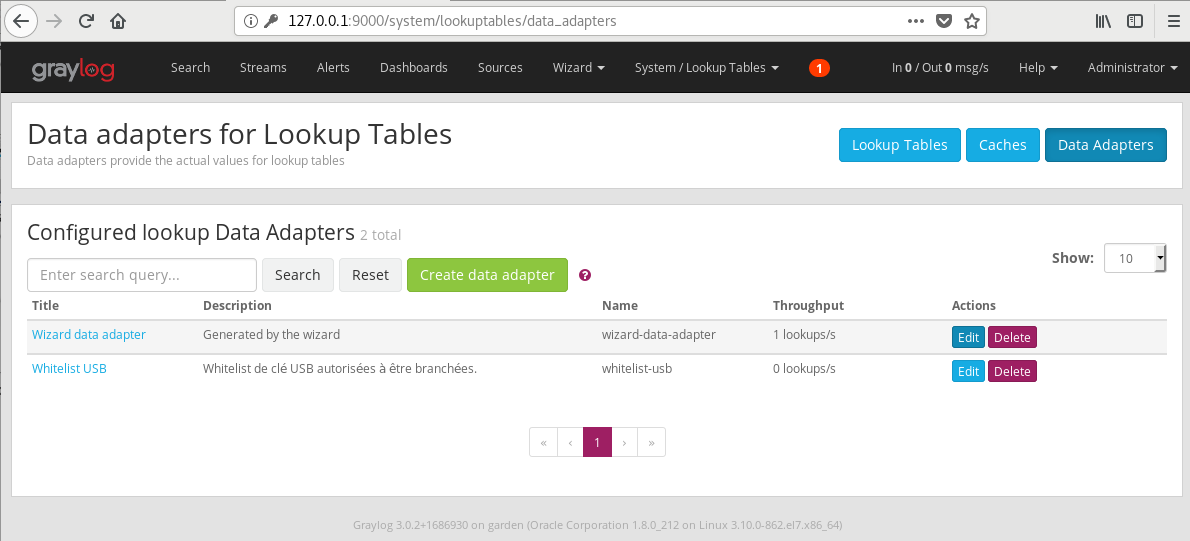 127.0.0.1:9000/system/lookuptables/data_adapters
graylog Search Streams Alerts Dashboards Sources Wizard System / Lookup Tables 1 In 0 / Out 0 msg/s Help Administrator
Data adapters for Lookup Tables
Data adapters provide the actual values for lookup tables
Lookup Tables Caches Data Adapters
Configured lookup Data Adapters 2 total
Show: 10
Enter search query... Search Reset Create data adapter ?
Title Description Name Throughput Actions
Wizard data adapter Generated by the wizard wizard-data-adapter 1 lookups/s Edit Delete
Whitelist USB Whitelist de clé USB autorisées à être branchées. whitelist-usb 0 lookups/s Edit Delete
« ‹ 1 › »
Graylog 3.0.2+1686930 on garden (Oracle Corporation 1.8.0_212 on Linux 3.10.0-862.el7.x86_64)